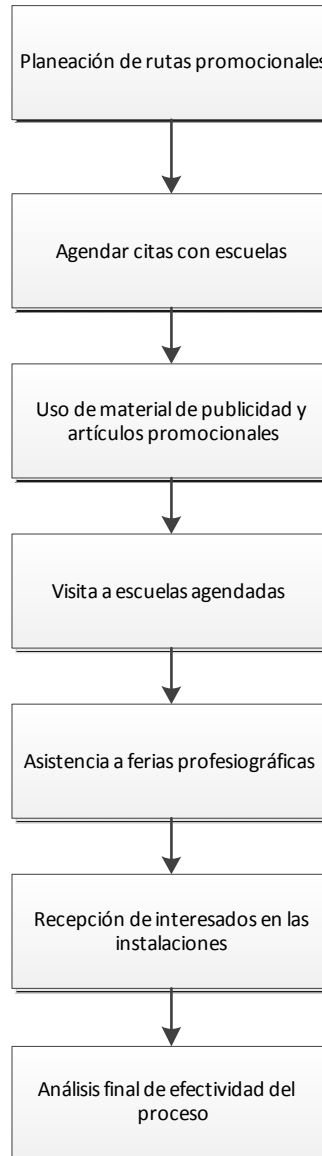 Planeación de rutas promocionales
Agendar citas con escuelas
Uso de material de publicidad y
artículos promocionales
Visita a escuelas agendadas
Asistencia a ferias profesiográficas
Recepción de interesados en las
instalaciones
Análisis final de efectividad del
proceso